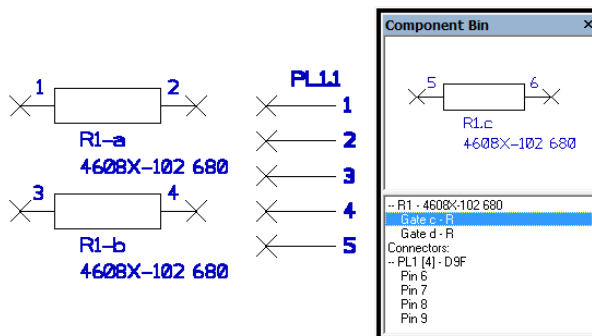 1 2
R1-a
4608X-102 680
3 4
R1-b
4608X-102 680
PL1.1
1
2
3
4
5
Component Bin ×
5 6
R1.c
4608X-102 680
-- R1 - 4608X-102 680
Gate c - R
Gate d - R
Connectors:
-- PL1 [4] - D9F
Pin 6
Pin 7
Pin 8
Pin 9